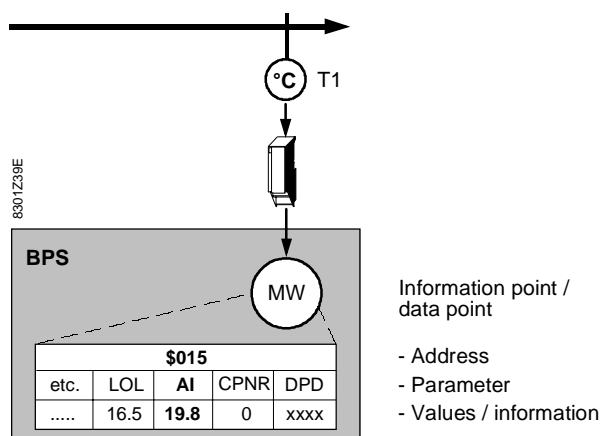 °C T1
8301Z39E
BPS
MW
Information point /
data point
$015
- Address
etc. LOL AI CPNR DPD
- Parameter
..... 16.5 19.8 0 xxxx
- Values / information